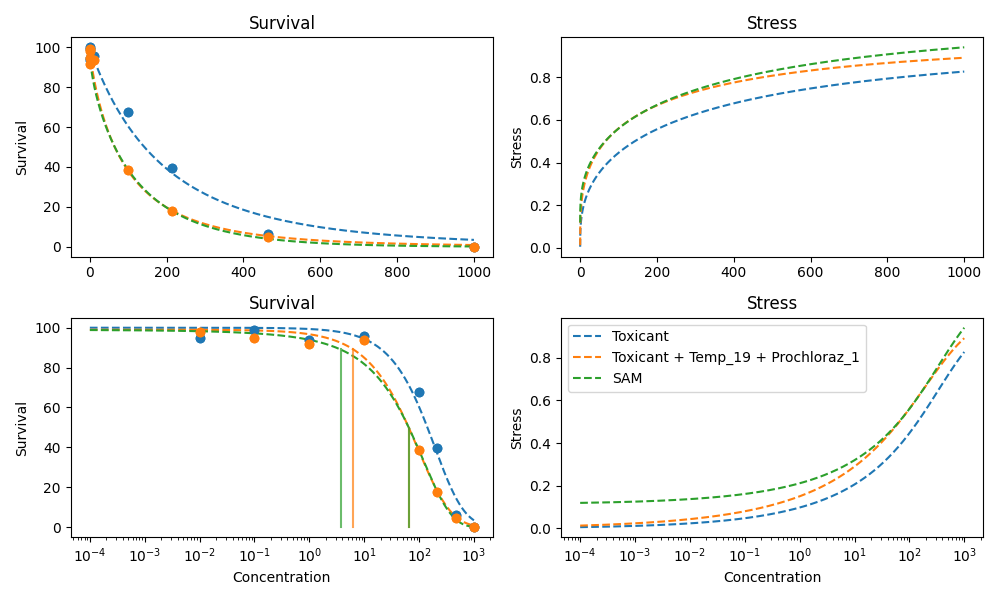 Survival
Stress
Survival
100
80
60
40
20
0
0 200 400 600 800 1000
Stress
0.8
0.6
0.4
0.2
0.0
0 200 400 600 800 1000
Survival
Stress
Survival
100
80
60
40
20
0
10⁻⁴ 10⁻³ 10⁻² 10⁻¹ 10⁰ 10¹ 10² 10³
Concentration
Stress
0.8
0.6
0.4
0.2
0.0
Toxicant
Toxicant + Temp_19 + Prochloraz_1
SAM
10⁻⁴ 10⁻³ 10⁻² 10⁻¹ 10⁰ 10¹ 10² 10³
Concentration